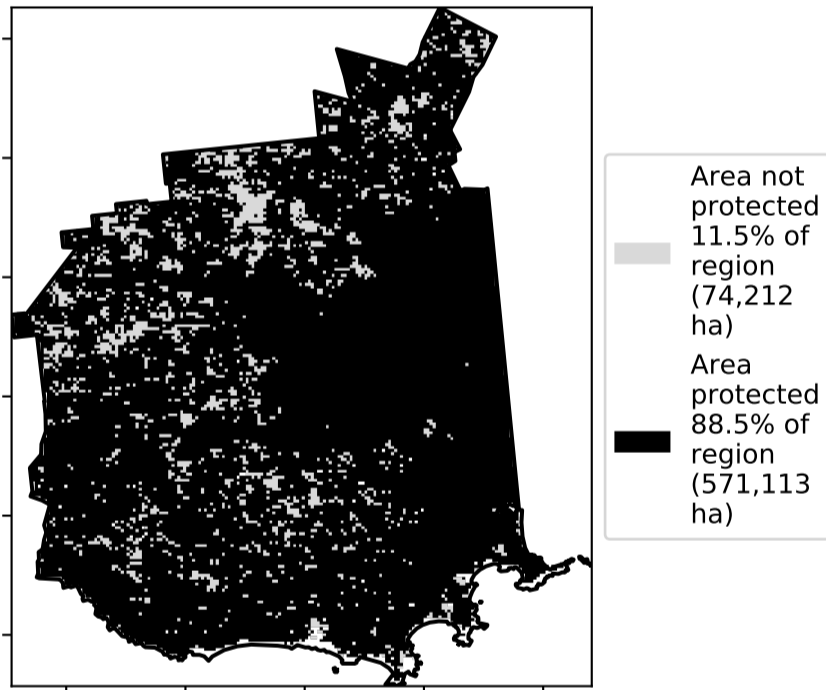 Area not
protected
11.5% of
region
(74,212
ha)
Area
protected
88.5% of
region
(571,113
ha)